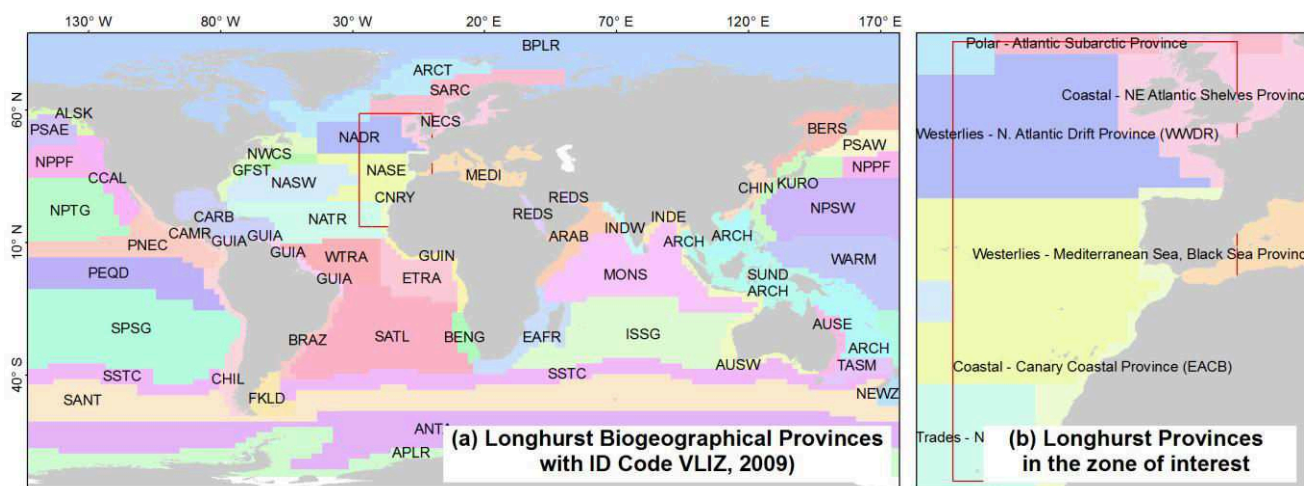 130° W 80° W 30° W 20° E 70° E 120° E 170° E
60° N
10° N
40° S
BPLR
ARCT
SARC
ALSK
NECS
PSAE
NADR
BERS
NWCS
PSAW
NPPF
GFST
NASE
MEDI
NPPF
CCAL
NASW
CHIN
KURO
CNRY
REDS
NPTG
CARB
NATR
REDS
INDW
INDE
NPSW
CAMR
GUIA
GUIA
ARAB
ARCH
ARCH
PNEC
GUIA
WTRA
GUIN
WARM
PEQD
GUIA
ETRA
MONS
SUND
ARCH
SPSG
BRAZ
SATL
BENG
EAFR
ISSG
AUSE
ARCH
SSTC
CHIL
SSTC
AUSW
TASM
SANT
FKLD
NEWZ
ANTA
APLR
(a) Longhurst Biogeographical Provinces
with ID Code VLIZ, 2009)
Polar - Atlantic Subarctic Province
Coastal - NE Atlantic Shelves Provinc
Westerlies - N. Atlantic Drift Province (WWDR)
Westerlies - Mediterranean Sea, Black Sea Provinc
Coastal - Canary Coastal Province (EACB)
Trades - N
(b) Longhurst Provinces
in the zone of interest